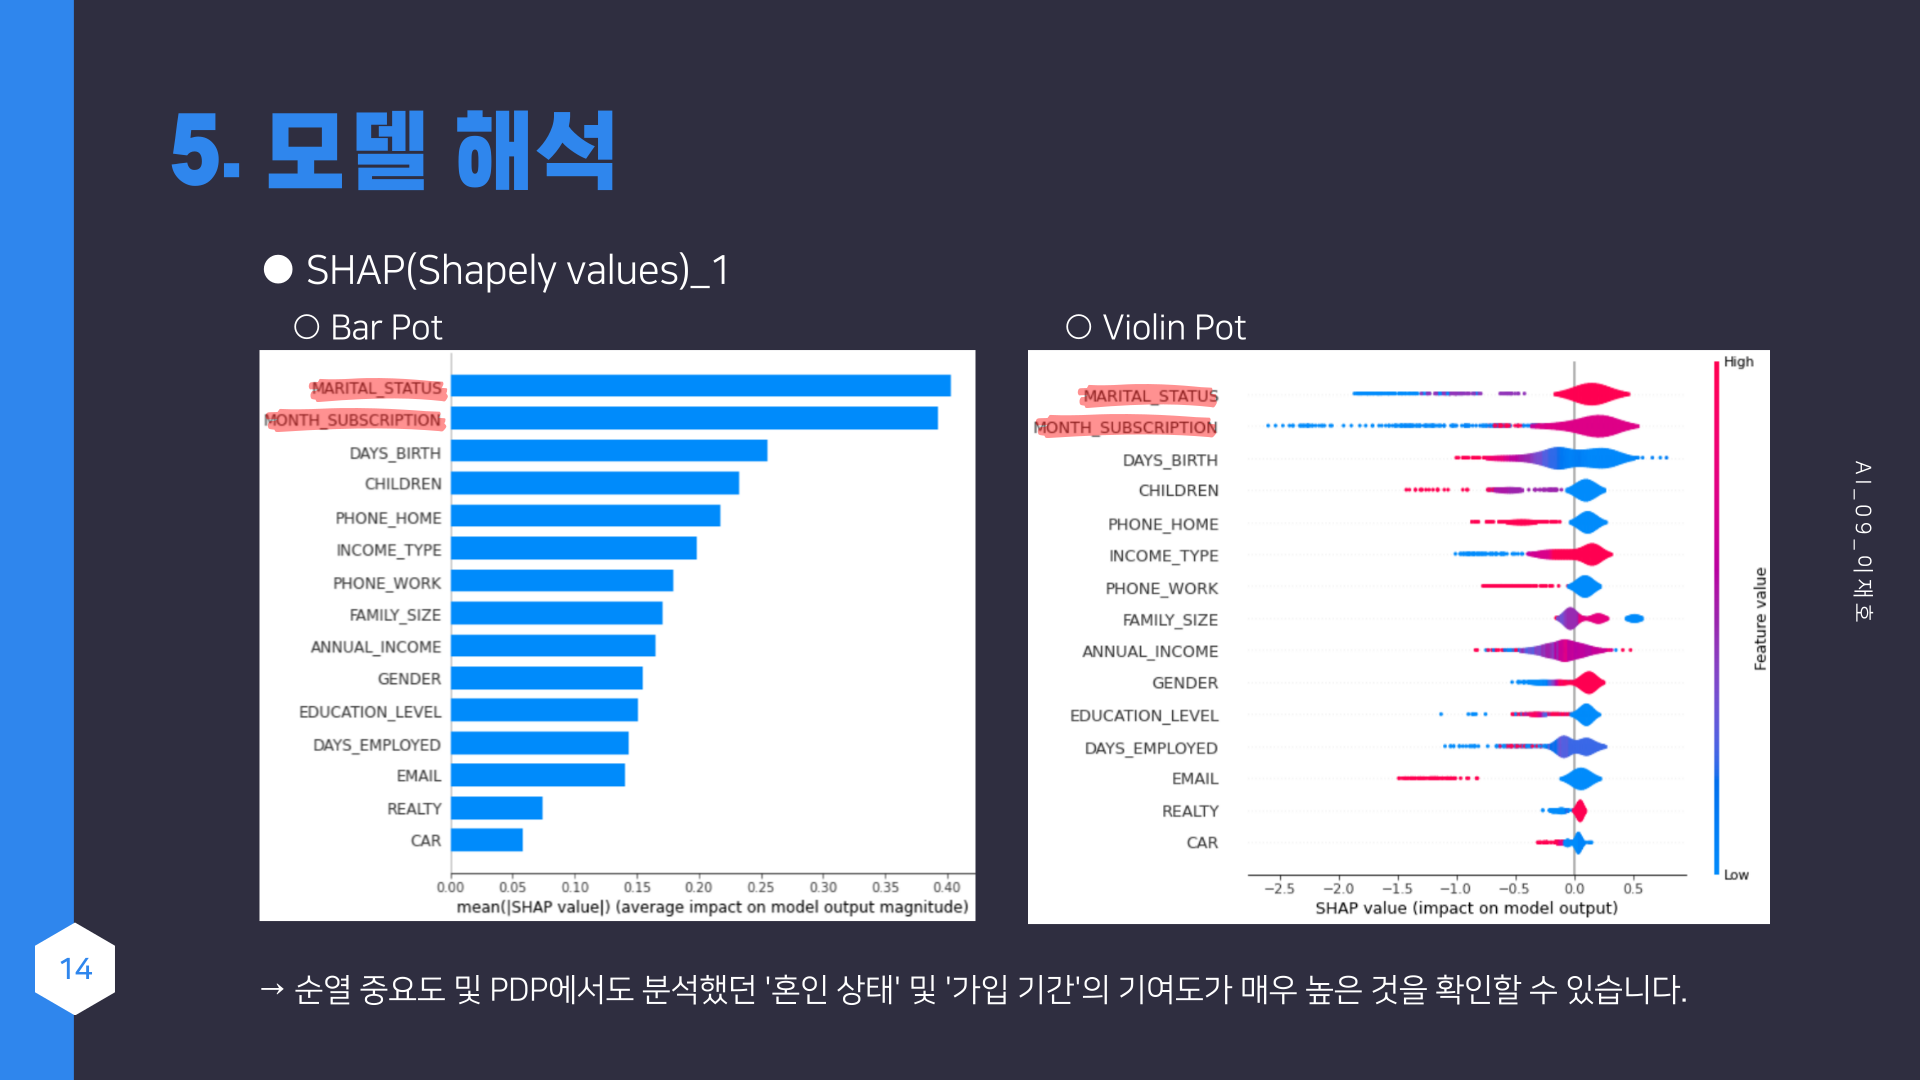 5. 모델 해석
● SHAP(Shapely values)_1
○ Bar Pot
MARITAL_STATUS
MONTH_SUBSCRIPTION
DAYS_BIRTH
CHILDREN
PHONE_HOME
INCOME_TYPE
PHONE_WORK
FAMILY_SIZE
ANNUAL_INCOME
GENDER
EDUCATION_LEVEL
DAYS_EMPLOYED
EMAIL
REALTY
CAR
0.00 0.05 0.10 0.15 0.20 0.25 0.30 0.35 0.40
mean(|SHAP value|) (average impact on model output magnitude)
○ Violin Pot
MARITAL_STATUS
MONTH_SUBSCRIPTION
DAYS_BIRTH
CHILDREN
PHONE_HOME
INCOME_TYPE
PHONE_WORK
FAMILY_SIZE
ANNUAL_INCOME
GENDER
EDUCATION_LEVEL
DAYS_EMPLOYED
EMAIL
REALTY
CAR
−2.5 −2.0 −1.5 −1.0 −0.5 0.0 0.5
SHAP value (impact on model output)
High
Feature value
Low
AI_09_이재호
→ 순열 중요도 및 PDP에서도 분석했던 '혼인 상태' 및 '가입 기간'의 기여도가 매우 높은 것을 확인할 수 있습니다.
14